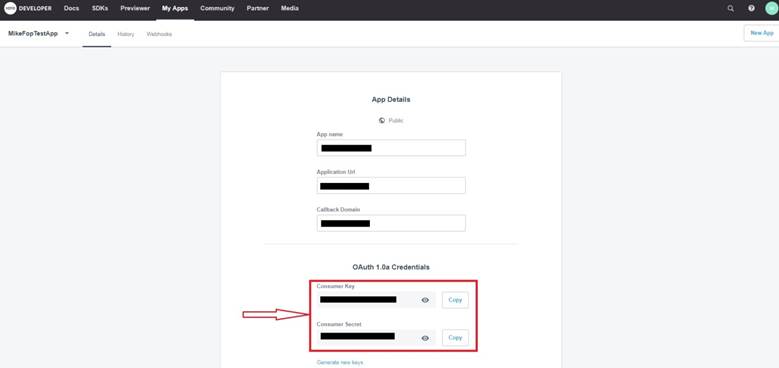 xero DEVELOPER Docs SDKs Previewer My Apps Community Partner Media
MikeFopTestApp Details History Webhooks New App
App Details
Public
App name
Application Url
Callback Domain
OAuth 1.0a Credentials
Consumer Key
Copy
Consumer Secret
Copy
Generate new keys